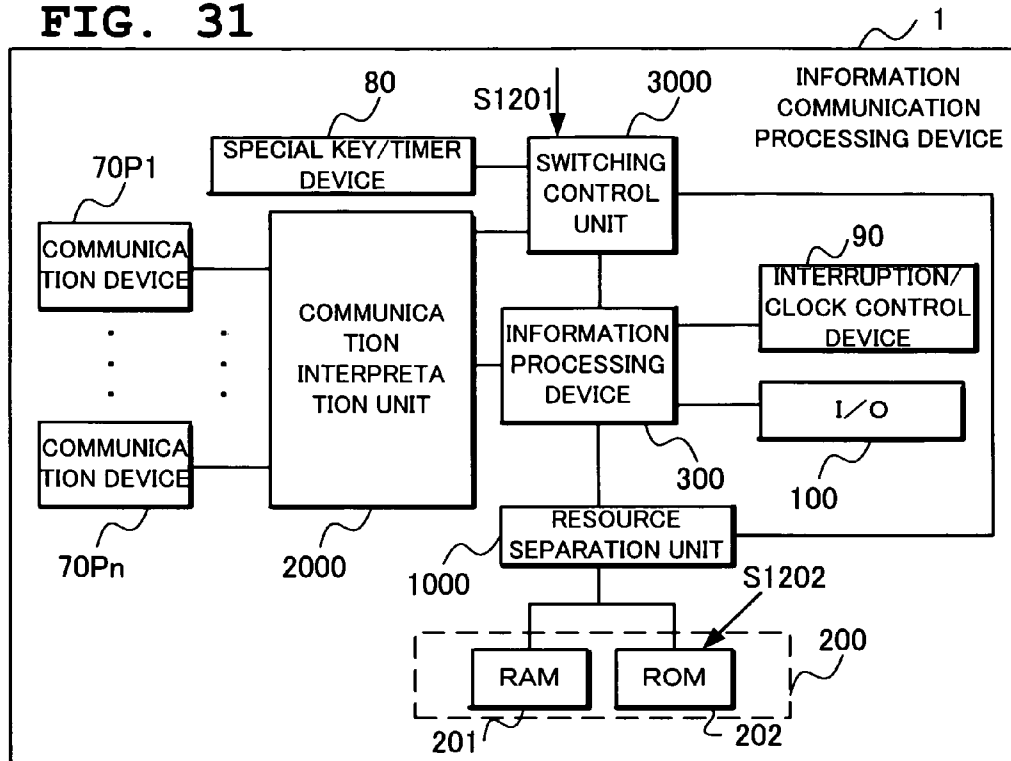 FIG. 31
1
INFORMATION
COMMUNICATION
PROCESSING DEVICE
80
S1201
3000
SPECIAL KEY/TIMER
DEVICE
SWITCHING
CONTROL
UNIT
70P1
COMMUNICA
TION DEVICE
90
INTERRUPTION/
CLOCK CONTROL
DEVICE
COMMUNICA
TION
INTERPRETA
TION UNIT
INFORMATION
PROCESSING
DEVICE
I/O
COMMUNICA
TION DEVICE
300
100
70Pn
2000
RESOURCE
SEPARATION UNIT
1000
S1202
200
RAM
ROM
201
202